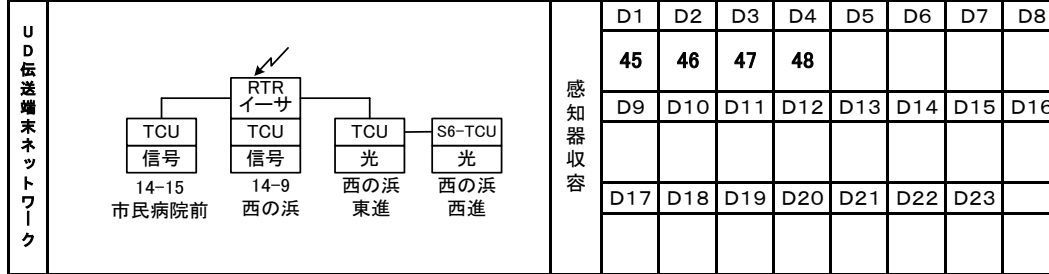 UD伝送端末ネットワーク
RTR
イーサ
TCU
信号
14-15
市民病院前
TCU
信号
14-9
西の浜
TCU
光
西の浜
東進
S6-TCU
光
西の浜
西進
感知器収容
D1 D2 D3 D4 D5 D6 D7 D8
45 46 47 48
D9 D10 D11 D12 D13 D14 D15 D16
D17 D18 D19 D20 D21 D22 D23